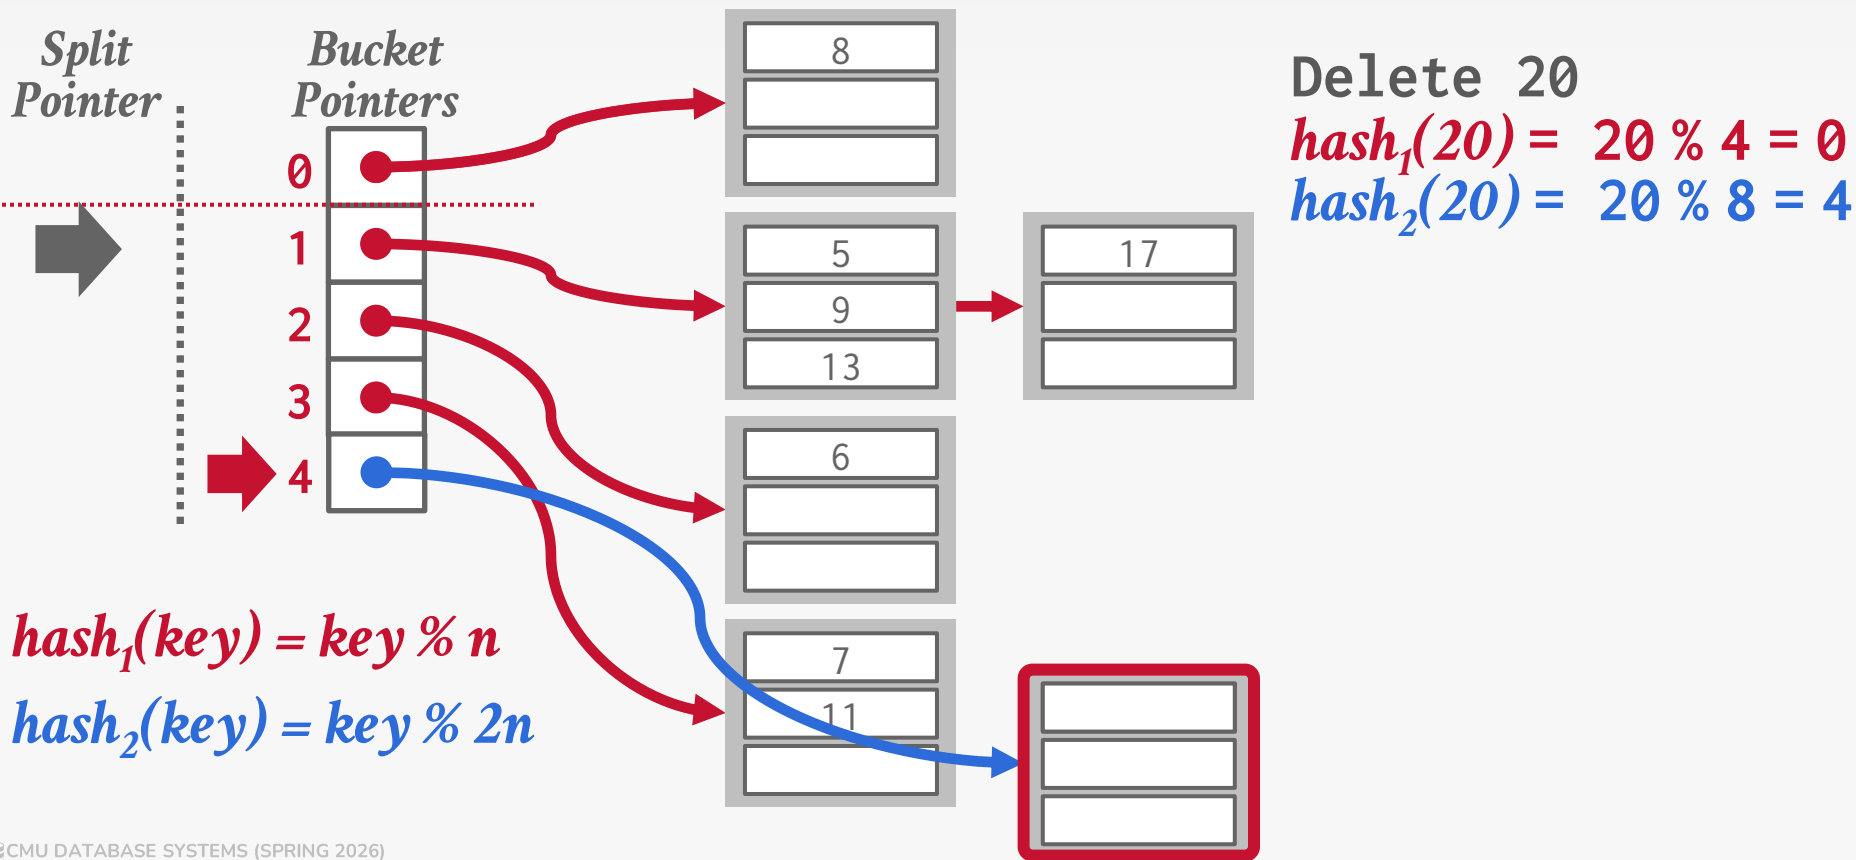 Split
Pointer
Bucket
Pointers
0
1
2
3
4
8
5
9
13
17
6
7
11
Delete 20
hash₁(20) = 20 % 4 = 0
hash₂(20) = 20 % 8 = 4
hash₁(key) = key % n
hash₂(key) = key % 2n
CMU DATABASE SYSTEMS (SPRING 2026)